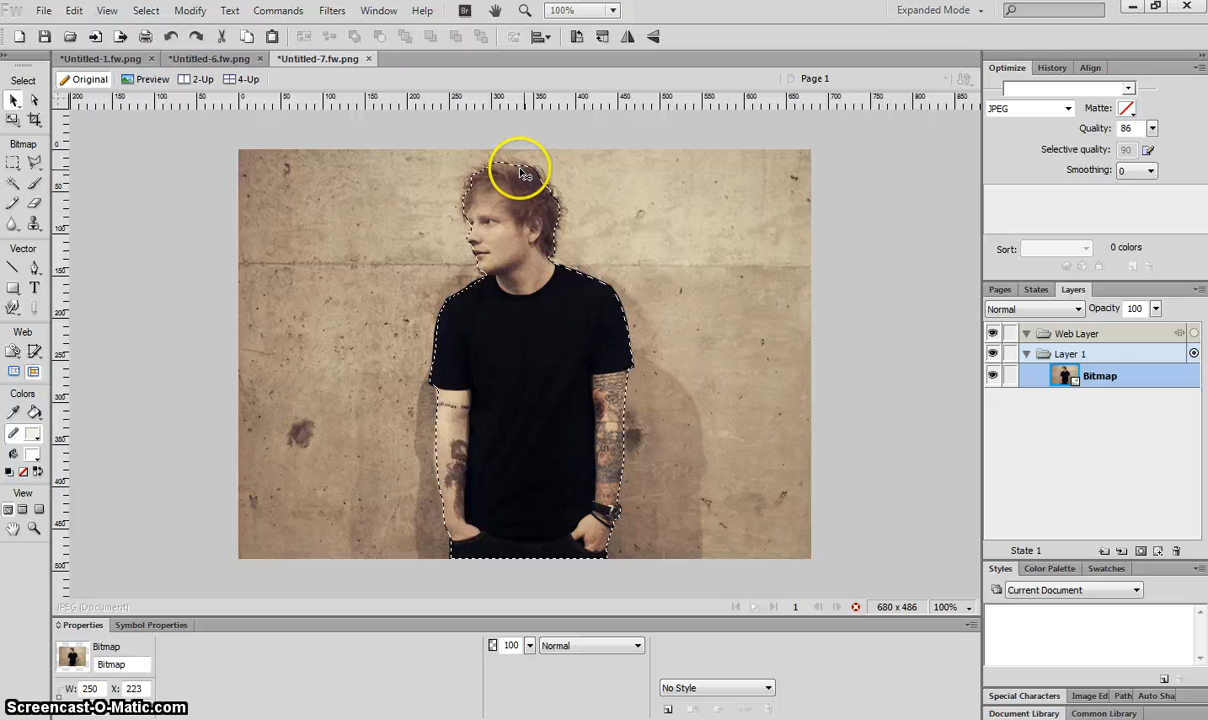 Fw File Edit View Select Modify Text Commands Filters Window Help Br 100% Expanded Mode
*Untitled-1.fw.png *Untitled-6.fw.png *Untitled-7.fw.png
Original Preview 2-Up 4-Up Page 1
Optimize History Align
JPEG Matte:
Quality: 86
Selective quality: 90
Smoothing: 0
Sort: 0 colors
Pages States Layers
Normal Opacity 100
Web Layer
Layer 1
Bitmap
State 1
Styles Color Palette Swatches
Current Document
Special Characters Image Ed Path Auto Sha
Document Library Common Library
Select
Bitmap
Vector
Web
Colors
View
JPEG (Document) 1 680 x 486 100%
Properties Symbol Properties
Bitmap
Bitmap
100 Normal
W: 250 X: 223
No Style
Screencast-O-Matic.com